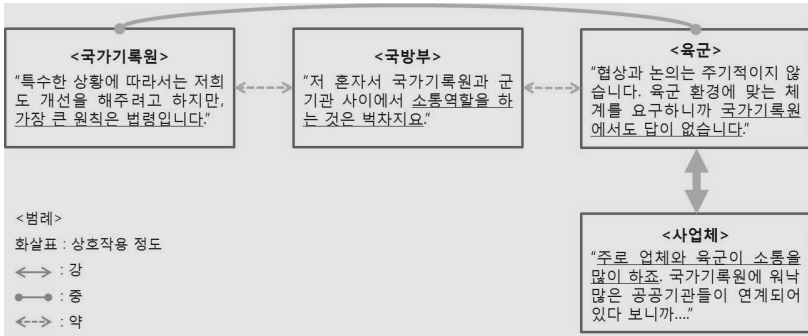 <국가기록원>
“특수한 상황에 따라서는 저희
도 개선을 해주려고 하지만,
가장 큰 원칙은 법령입니다.”
<국방부>
“저 혼자서 국가기록원과 군
기관 사이에서 소통역할을 하
는 것은 벅차지요.”
<육군>
“협상과 논의는 주기적이지 않
습니다. 육군 환경에 맞는 체
계를 요구하니까 국가기록원
에서도 답이 없습니다.”
<사업체>
“주로 업체와 육군이 소통을
많이 하죠. 국가기록원에 워낙
많은 공공기관들이 연계되어
있다 보니까....”
<범례>
화살표 : 상호작용 정도
: 강
: 중
: 약